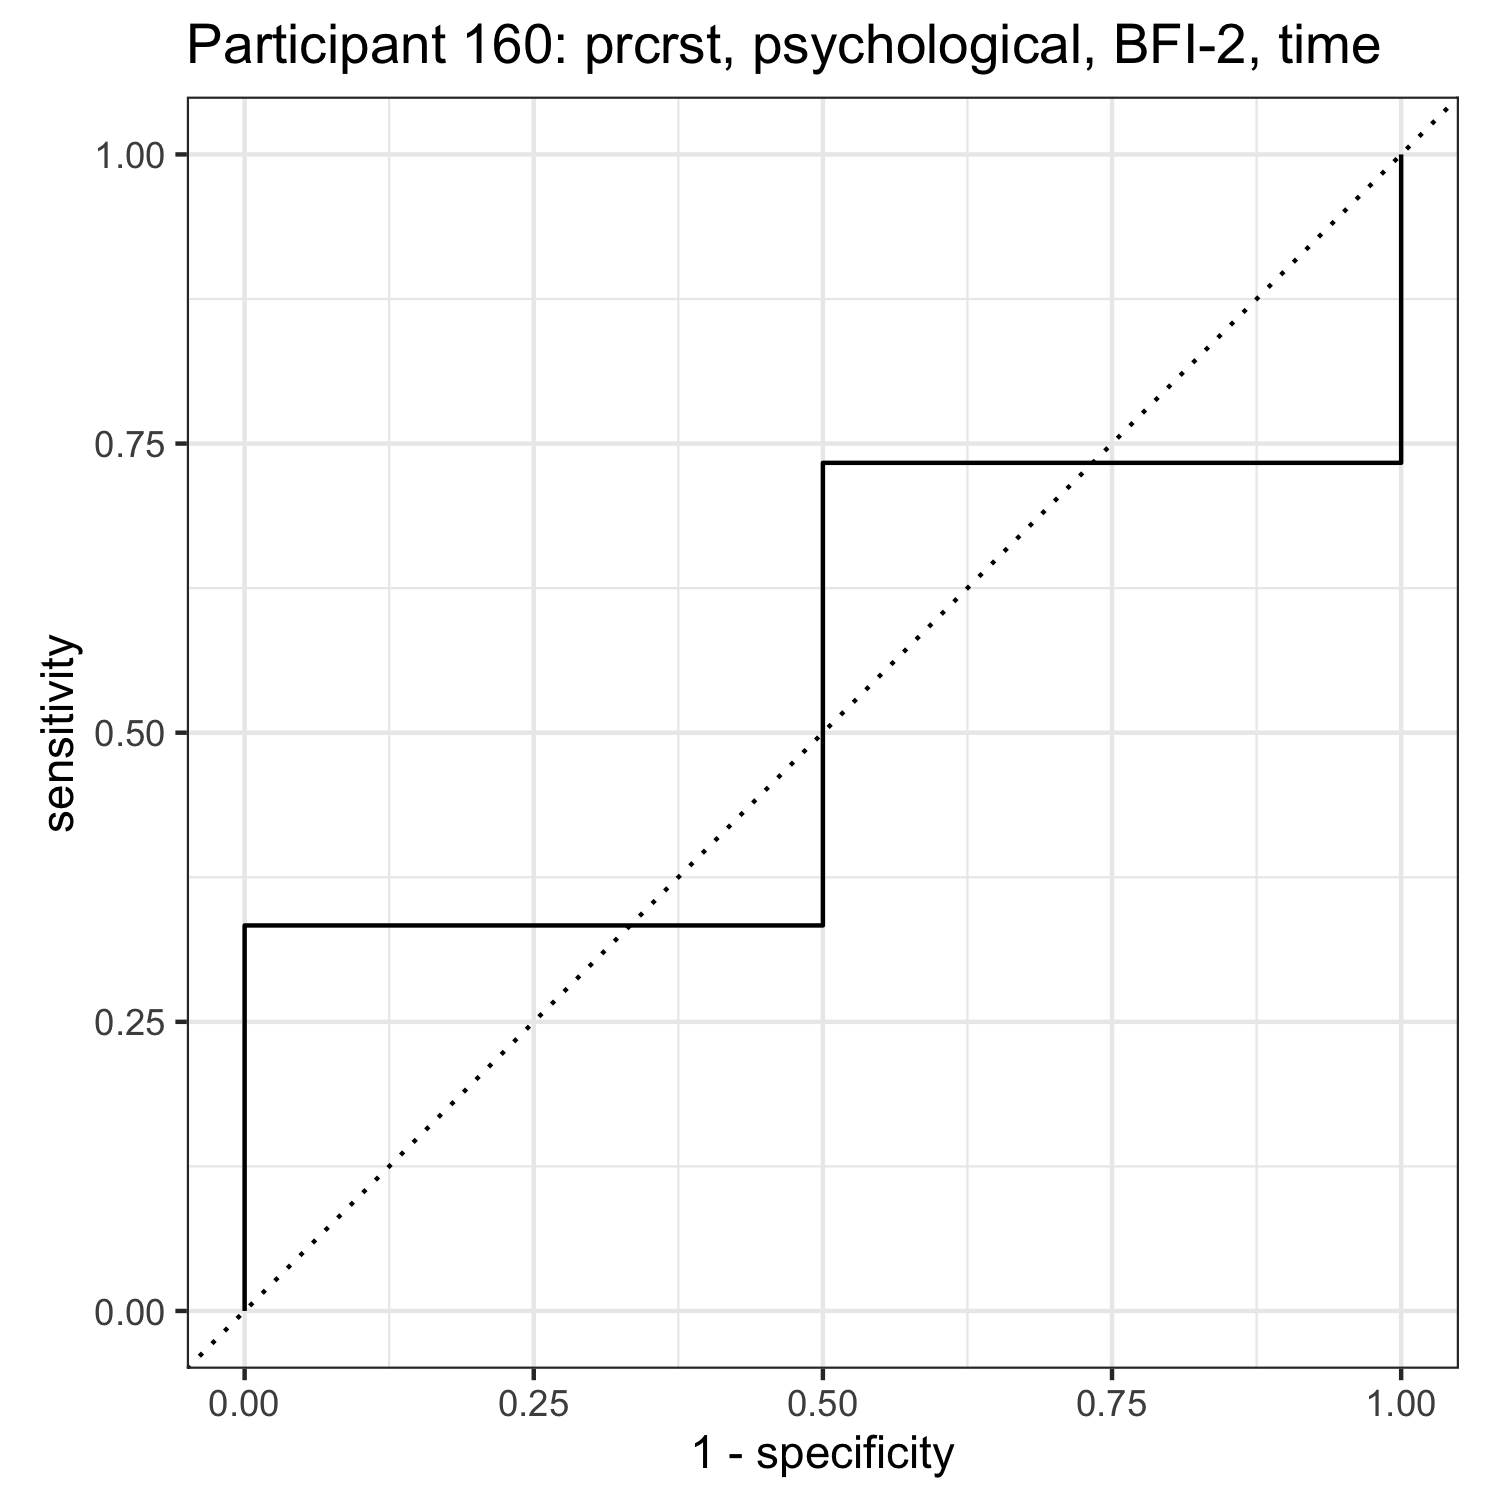 Participant 160: prcrst, psychological, BFI-2, time
1.00
0.75
0.50
0.25
0.00
sensitivity
0.00 0.25 0.50 0.75 1.00
1 - specificity